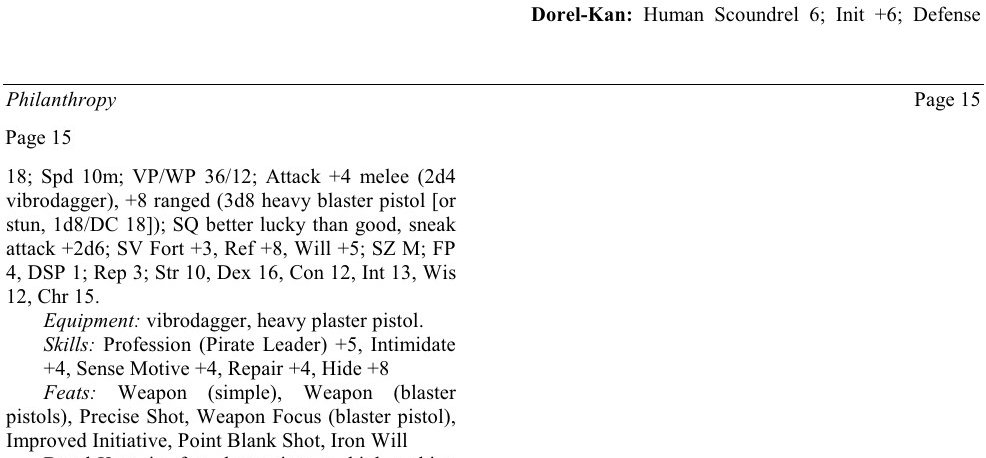 Dorel-Kan: Human Scoundrel 6; Init +6; Defense
Philanthropy Page 15
Page 15
18; Spd 10m; VP/WP 36/12; Attack +4 melee (2d4
vibrodagger), +8 ranged (3d8 heavy blaster pistol [or
stun, 1d8/DC 18]); SQ better lucky than good, sneak
attack +2d6; SV Fort +3, Ref +8, Will +5; SZ M; FP
4, DSP 1; Rep 3; Str 10, Dex 16, Con 12, Int 13, Wis
12, Chr 15.
Equipment: vibrodagger, heavy plaster pistol.
Skills: Profession (Pirate Leader) +5, Intimidate
+4, Sense Motive +4, Repair +4, Hide +8
Feats: Weapon (simple), Weapon (blaster
pistols), Precise Shot, Weapon Focus (blaster pistol),
Improved Initiative, Point Blank Shot, Iron Will